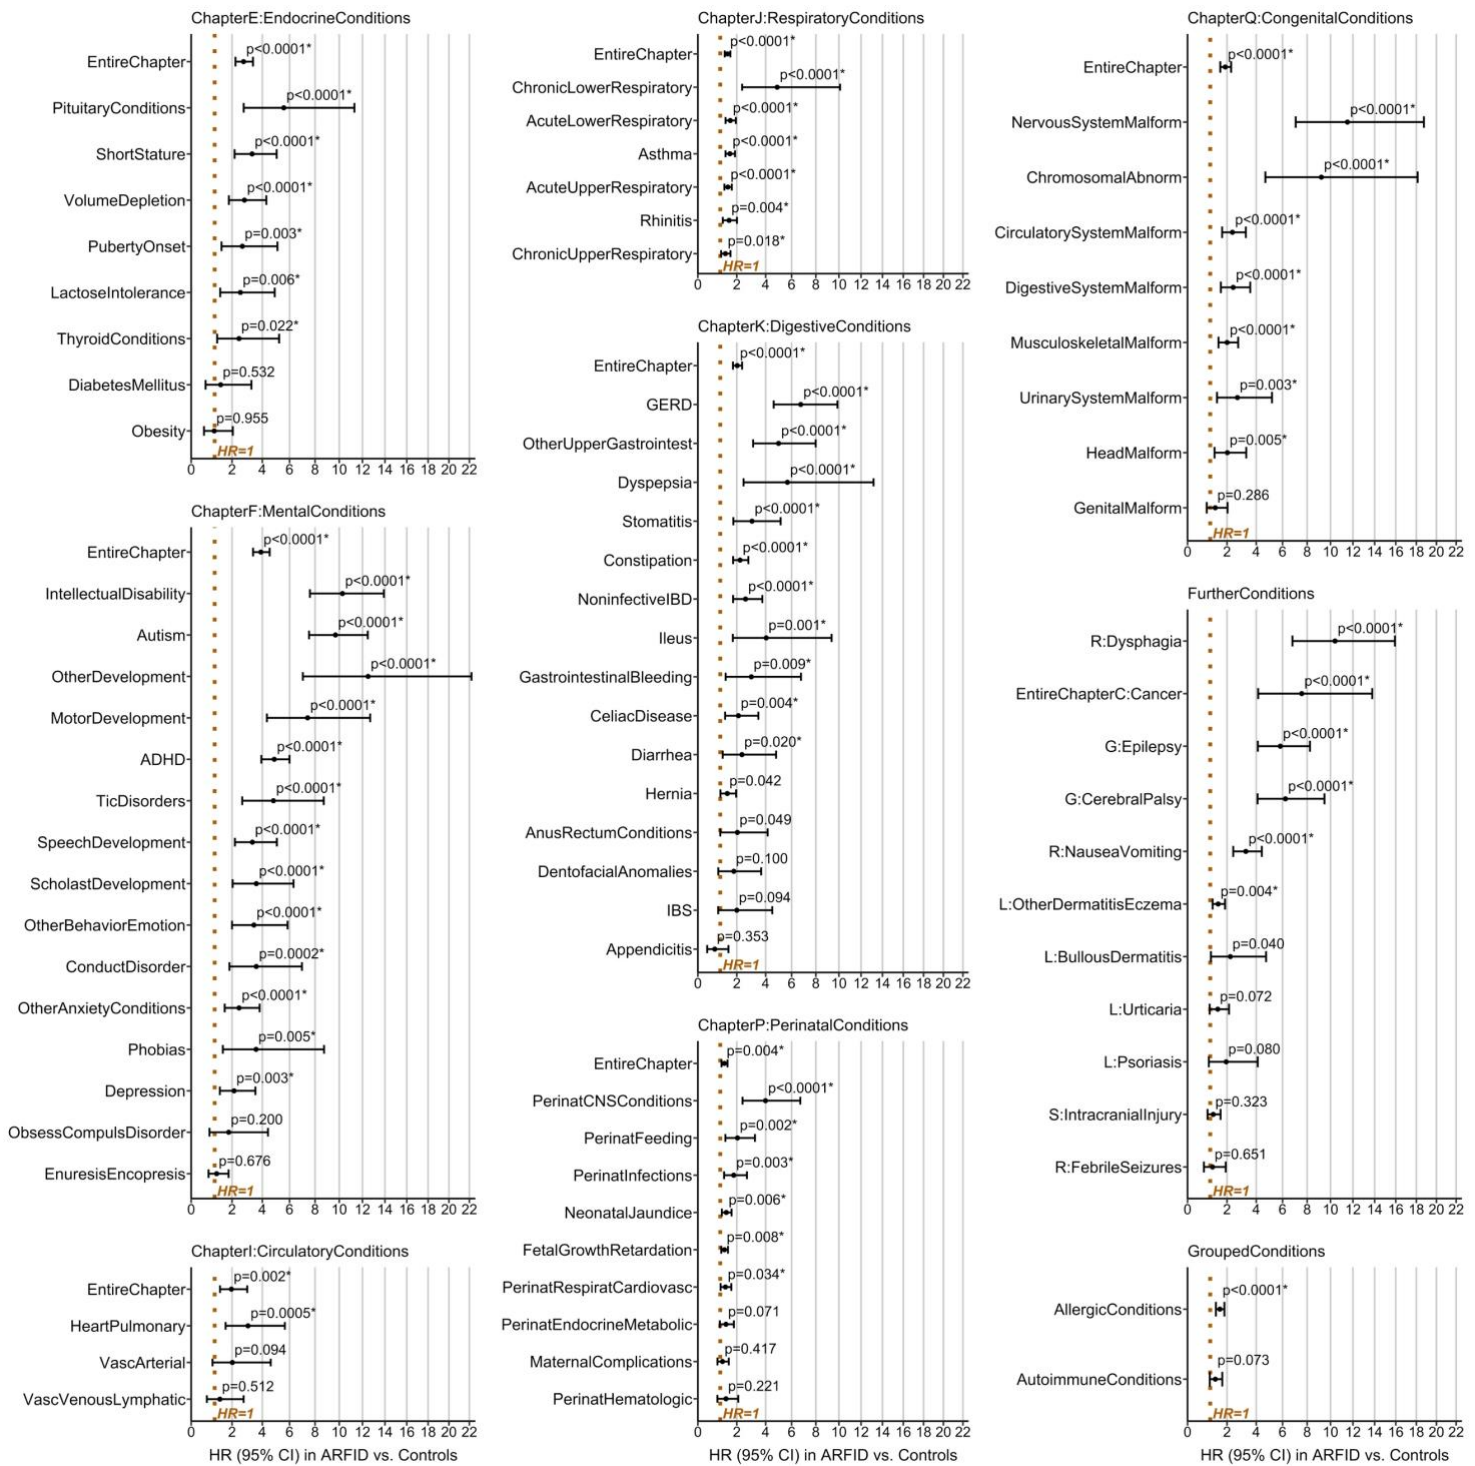 ChapterE:EndocrineConditions
EntireChapter p<0.0001*
PituitaryConditions p<0.0001*
ShortStature p<0.0001*
VolumeDepletion p<0.0001*
PubertyOnset p=0.003*
LactoseIntolerance p=0.006*
ThyroidConditions p=0.022*
DiabetesMellitus p=0.532
Obesity p=0.955
HR=1
0 2 4 6 8 10 12 14 16 18 20 22
ChapterF:MentalConditions
EntireChapter p<0.0001*
IntellectualDisability p<0.0001*
Autism p<0.0001*
OtherDevelopment p<0.0001*
MotorDevelopment p<0.0001*
ADHD p<0.0001*
TicDisorders p<0.0001*
SpeechDevelopment p<0.0001*
ScholastDevelopment p<0.0001*
OtherBehaviorEmotion p<0.0001*
ConductDisorder p=0.0002*
OtherAnxietyConditions p<0.0001*
Phobias p=0.005*
Depression p=0.003*
ObsessCompulsDisorder p=0.200
EnuresisEncopresis p=0.676
HR=1
0 2 4 6 8 10 12 14 16 18 20 22
ChapterI:CirculatoryConditions
EntireChapter p=0.002*
HeartPulmonary p=0.0005*
VascArterial p=0.094
VascVenousLymphatic p=0.512
HR=1
0 2 4 6 8 10 12 14 16 18 20 22
HR (95% CI) in ARFID vs. Controls
ChapterJ:RespiratoryConditions
EntireChapter p<0.0001*
ChronicLowerRespiratory p<0.0001*
AcuteLowerRespiratory p<0.0001*
Asthma p<0.0001*
AcuteUpperRespiratory p<0.0001*
Rhinitis p=0.004*
ChronicUpperRespiratory p=0.018*
HR=1
0 2 4 6 8 10 12 14 16 18 20 22
ChapterK:DigestiveConditions
EntireChapter p<0.0001*
GERD p<0.0001*
OtherUpperGastrointest p<0.0001*
Dyspepsia p<0.0001*
Stomatitis p<0.0001*
Constipation p<0.0001*
NoninfectiveIBD p<0.0001*
Ileus p=0.001*
GastrointestinalBleeding p=0.009*
CeliacDisease p=0.004*
Diarrhea p=0.020*
Hernia p=0.042
AnusRectumConditions p=0.049
DentofacialAnomalies p=0.100
IBS p=0.094
Appendicitis p=0.353
HR=1
0 2 4 6 8 10 12 14 16 18 20 22
ChapterP:PerinatalConditions
EntireChapter p=0.004*
PerinatCNSConditions p<0.0001*
PerinatFeeding p=0.002*
PerinatInfections p=0.003*
NeonatalJaundice p=0.006*
FetalGrowthRetardation p=0.008*
PerinatRespiratCardiovasc p=0.034*
PerinatEndocrineMetabolic p=0.071
MaternalComplications p=0.417
PerinatHematologic p=0.221
HR=1
0 2 4 6 8 10 12 14 16 18 20 22
HR (95% CI) in ARFID vs. Controls
ChapterQ:CongenitalConditions
EntireChapter p<0.0001*
NervousSystemMalform p<0.0001*
ChromosomalAbnorm p<0.0001*
CirculatorySystemMalform p<0.0001*
DigestiveSystemMalform p<0.0001*
MusculoskeletalMalform p<0.0001*
UrinarySystemMalform p=0.003*
HeadMalform p=0.005*
GenitalMalform p=0.286
HR=1
0 2 4 6 8 10 12 14 16 18 20 22
FurtherConditions
R:Dysphagia p<0.0001*
EntireChapterC:Cancer p<0.0001*
G:Epilepsy p<0.0001*
G:CerebralPalsy p<0.0001*
R:NauseaVomiting p<0.0001*
L:OtherDermatitisEczema p=0.004*
L:BullousDermatitis p=0.040
L:Urticaria p=0.072
L:Psoriasis p=0.080
S:IntracranialInjury p=0.323
R:FebrileSeizures p=0.651
HR=1
0 2 4 6 8 10 12 14 16 18 20 22
GroupedConditions
AllergicConditions p<0.0001*
AutoimmuneConditions p=0.073
HR=1
0 2 4 6 8 10 12 14 16 18 20 22
HR (95% CI) in ARFID vs. Controls